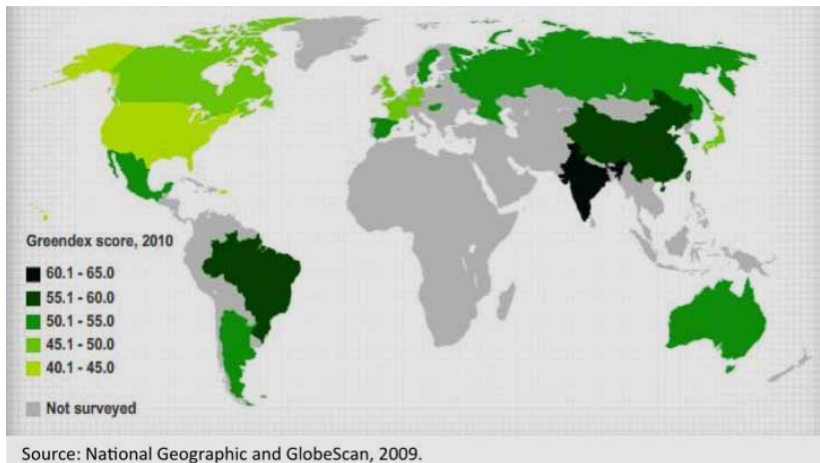 Greendex score, 2010
60.1 - 65.0
55.1 - 60.0
50.1 - 55.0
45.1 - 50.0
40.1 - 45.0
Not surveyed
Source: National Geographic and GlobeScan, 2009.